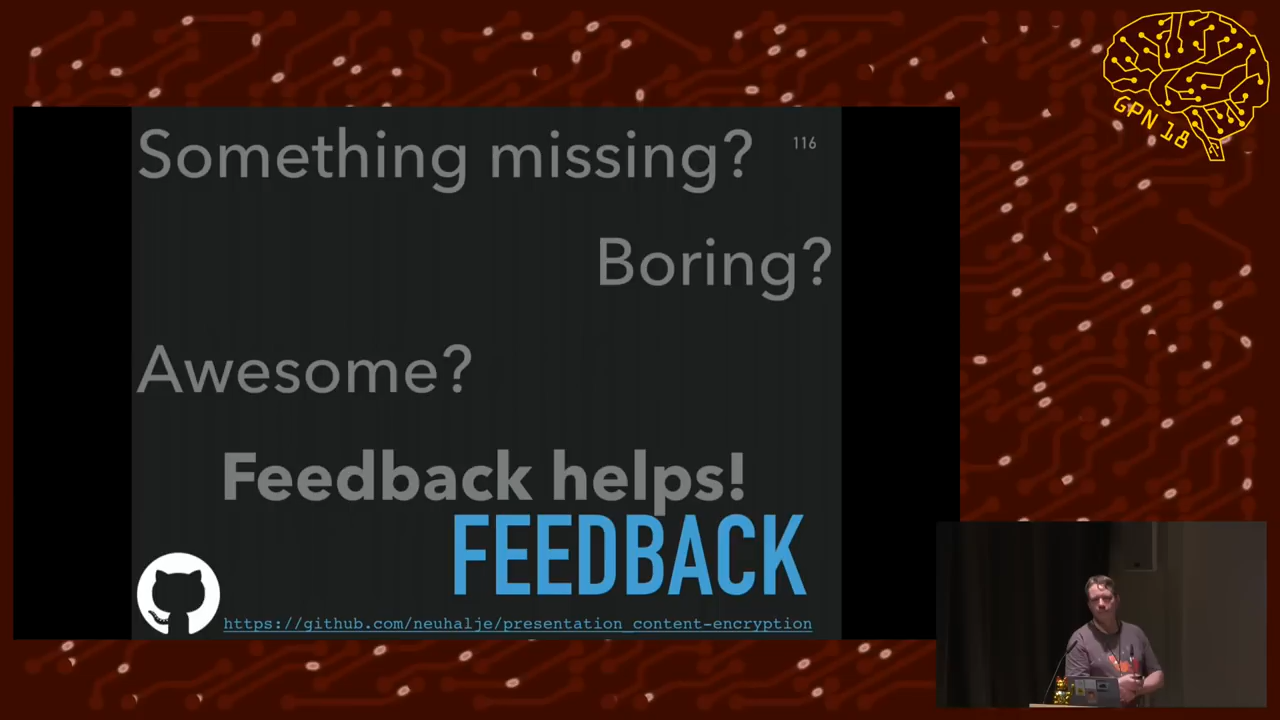 Something missing?
116
Boring?
Awesome?
Feedback helps!
FEEDBACK
https://github.com/neuhalje/presentation_content-encryption
GPN 18